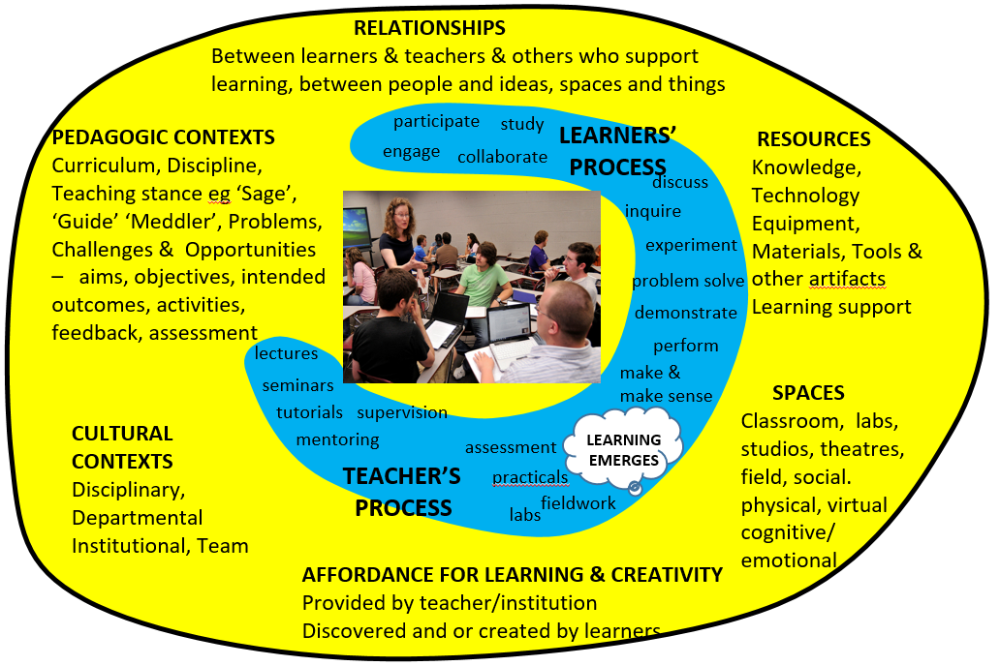 RELATIONSHIPS
Between learners & teachers & others who support
learning, between people and ideas, spaces and things
PEDAGOGIC CONTEXTS
Curriculum, Discipline,
Teaching stance eg ‘Sage’,
‘Guide’ ‘Meddler’, Problems,
Challenges & Opportunities
– aims, objectives, intended
outcomes, activities,
feedback, assessment
CULTURAL
CONTEXTS
Disciplinary,
Departmental
Institutional, Team
participate study
engage collaborate
LEARNERS’
PROCESS
discuss
inquire
experiment
problem solve
demonstrate
perform
make &
make sense
LEARNING
EMERGES
lectures
seminars
tutorials supervision
mentoring
TEACHER’S
PROCESS
assessment
practicals
fieldwork
labs
RESOURCES
Knowledge,
Technology
Equipment,
Materials, Tools &
other artifacts
Learning support
SPACES
Classroom, labs,
studios, theatres,
field, social.
physical, virtual
cognitive/
emotional
AFFORDANCE FOR LEARNING & CREATIVITY
Provided by teacher/institution
Discovered and or created by learners